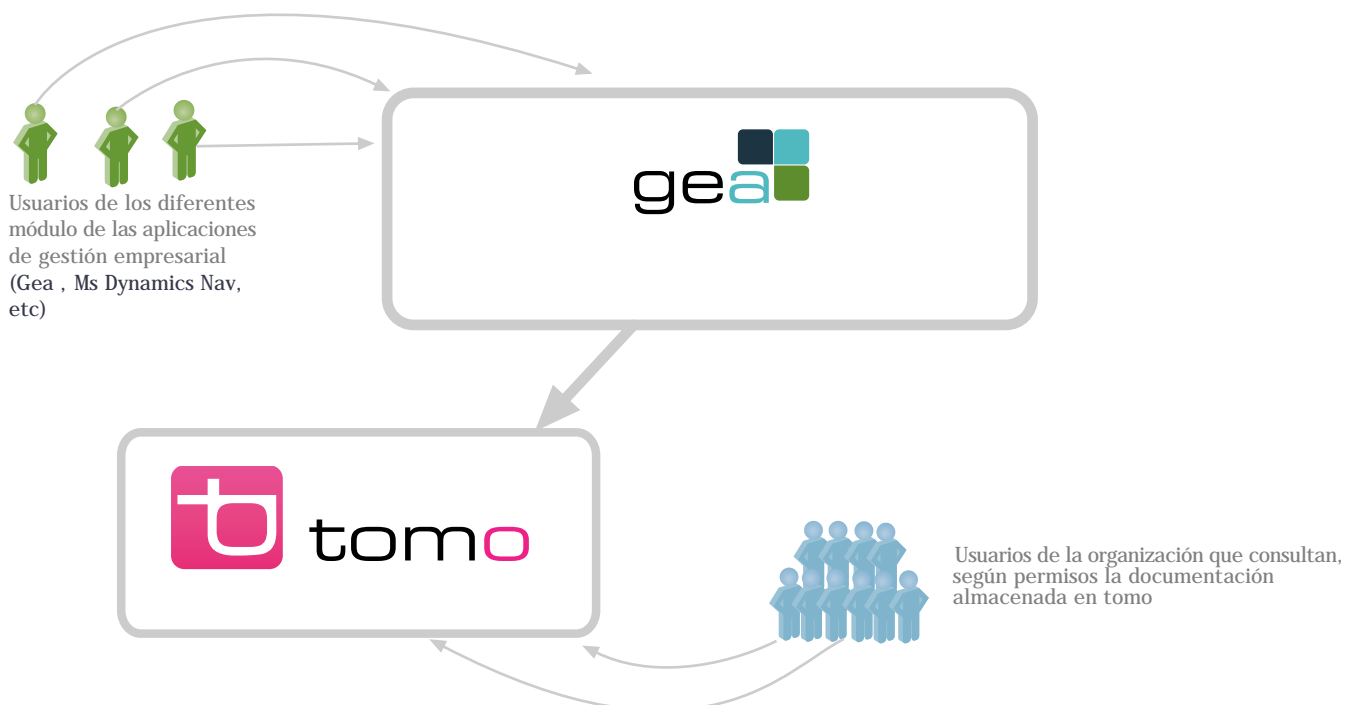 gea
Usuarios de los diferentes
módulo de las aplicaciones
de gestión empresarial
(Gea , Ms Dynamics Nav,
etc)
tomo
Usuarios de la organización que consultan,
según permisos la documentación
almacenada en tomo